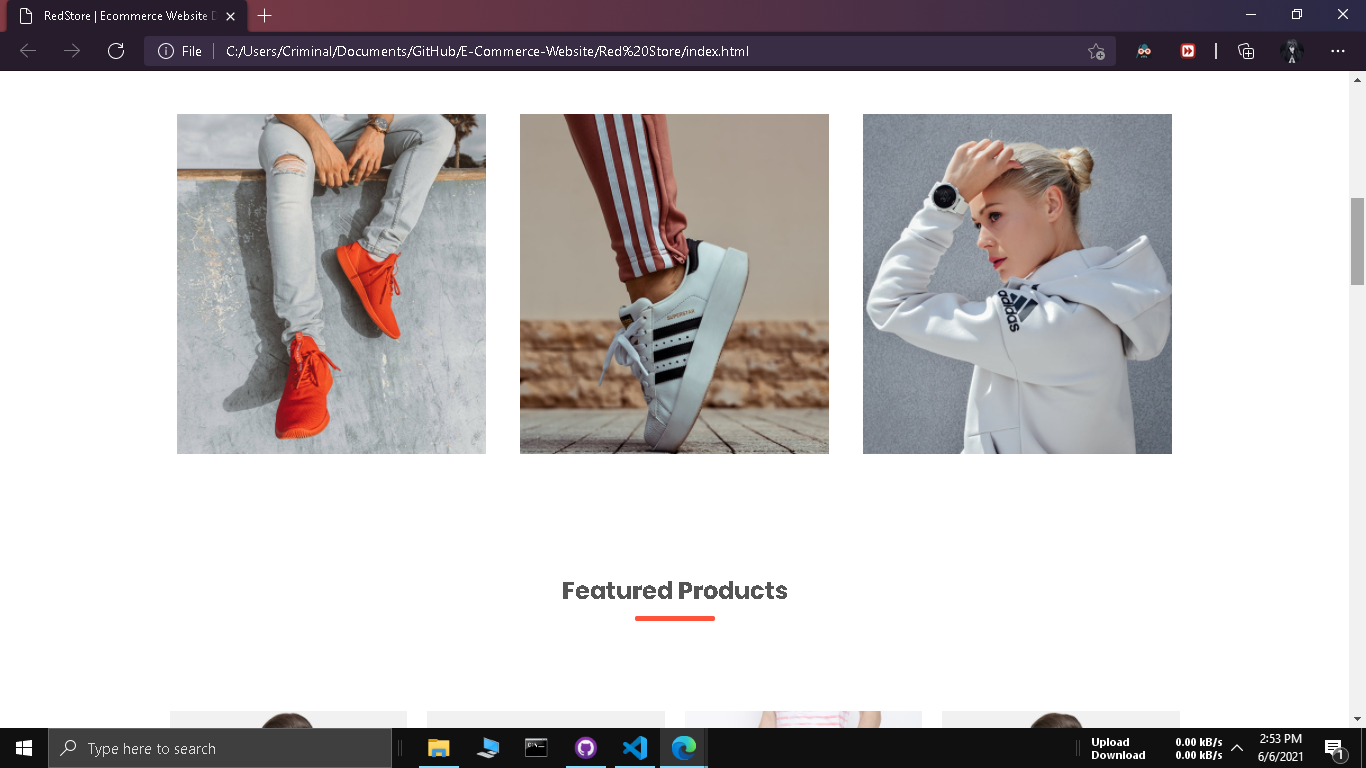 RedStore | Ecommerce Website D
File
C:/Users/Criminal/Documents/GitHub/E-Commerce-Website/Red%20Store/index.html
SUPERSTAR
adidas
Featured Products
Type here to search
Upload 0.00 kB/s
Download 0.00 kB/s
2:53 PM
6/6/2021
1